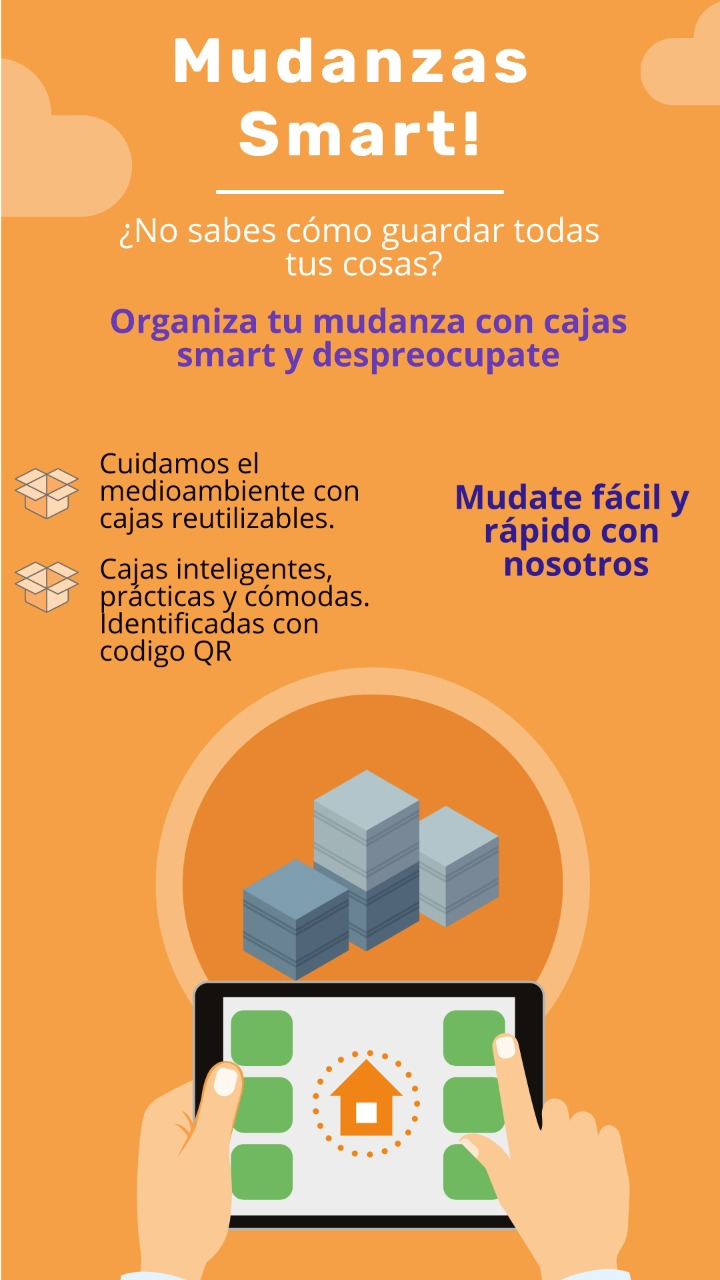 Mudanzas
Smart!
¿No sabes cómo guardar todas
tus cosas?
Organiza tu mudanza con cajas
smart y despreocupate
Cuidamos el
medioambiente con
cajas reutilizables.
Cajas inteligentes,
prácticas y cómodas.
Identificadas con
codigo QR
Mudate fácil y
rápido con
nosotros